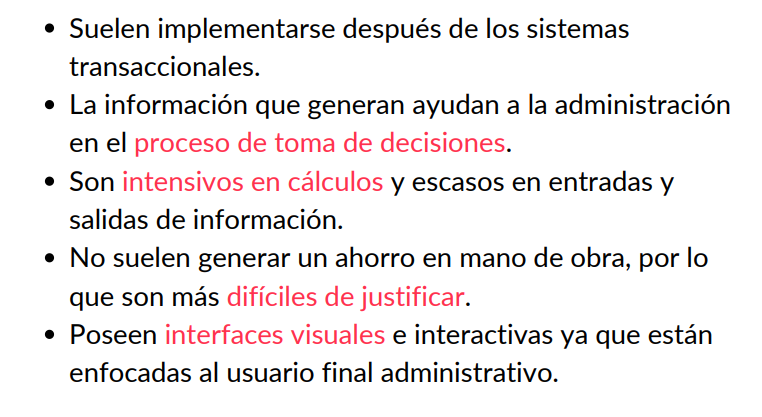 • Suelen implementarse después de los sistemas
transaccionales.
• La información que generan ayudan a la administración
en el proceso de toma de decisiones.
• Son intensivos en cálculos y escasos en entradas y
salidas de información.
• No suelen generar un ahorro en mano de obra, por lo
que son más difíciles de justificar.
• Poseen interfaces visuales e interactivas ya que están
enfocadas al usuario final administrativo.